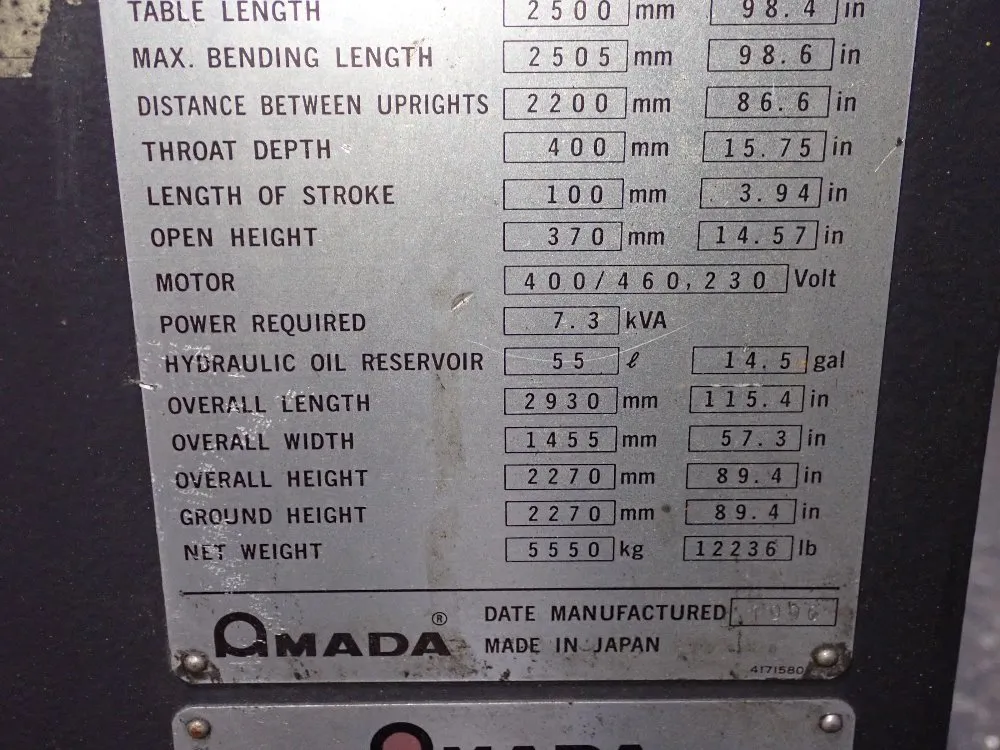 TABLE LENGTH 2500 mm 98.4 in
MAX. BENDING LENGTH 2505 mm 98.6 in
DISTANCE BETWEEN UPRIGHTS 2200 mm 86.6 in
THROAT DEPTH 400 mm 15.75 in
LENGTH OF STROKE 100 mm 3.94 in
OPEN HEIGHT 370 mm 14.57 in
MOTOR 400/460,230 Volt
POWER REQUIRED 7.3 kVA
HYDRAULIC OIL RESERVOIR 55 ℓ 14.5 gal
OVERALL LENGTH 2930 mm 115.4 in
OVERALL WIDTH 1455 mm 57.3 in
OVERALL HEIGHT 2270 mm 89.4 in
GROUND HEIGHT 2270 mm 89.4 in
NET WEIGHT 5550 kg 12236 lb
AMADA® DATE MANUFACTURED
MADE IN JAPAN
4171580
AMADA